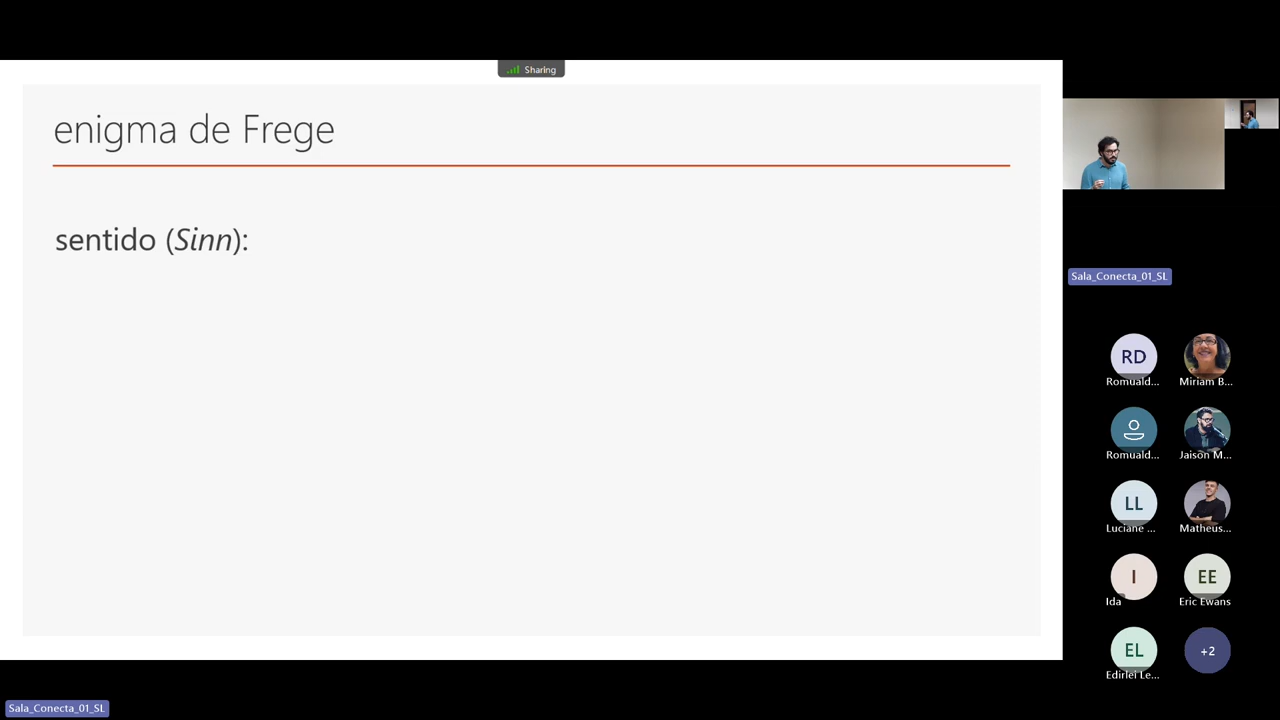 Sharing
enigma de Frege
sentido (Sinn):
Sala_Conecta_01_SL
RD
Romuald...
Miriam B...
Romuald...
Jaison M...
LL
Luciane ...
Matheus...
I
Ida
EE
Eric Ewans
EL
Edirlei Le...
+2
Sala_Conecta_01_SL